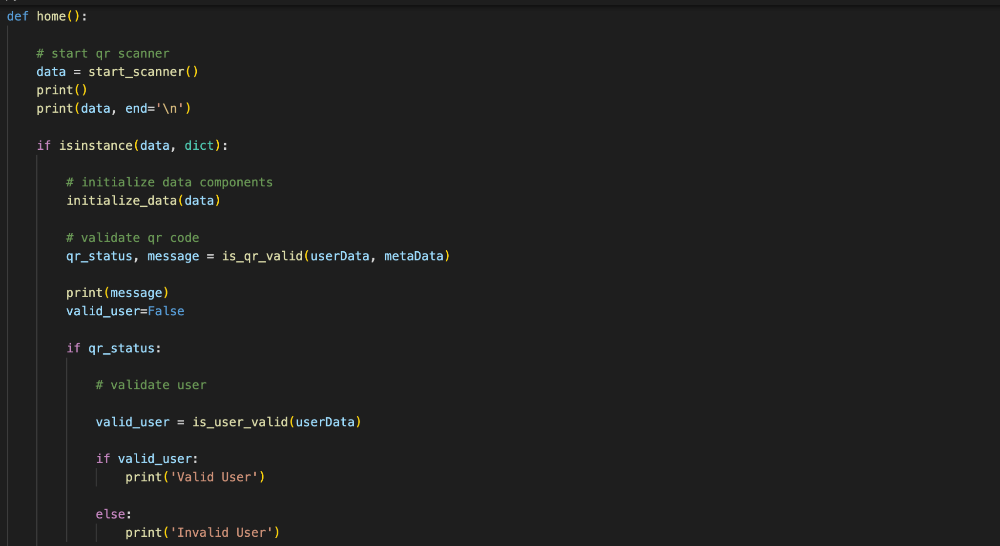 def home():
# start qr scanner
data = start_scanner()
print()
print(data, end='\n')
if isinstance(data, dict):
# initialize data components
initialize_data(data)
# validate qr code
qr_status, message = is_qr_valid(userData, metaData)
print(message)
valid_user=False
if qr_status:
# validate user
valid_user = is_user_valid(userData)
if valid_user:
print('Valid User')
else:
print('Invalid User')